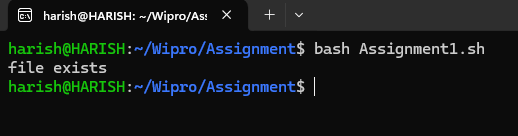 harish@HARISH: ~/Wipro/Ass
harish@HARISH:~/Wipro/Assignment$ bash Assignment1.sh
file exists
harish@HARISH:~/Wipro/Assignment$